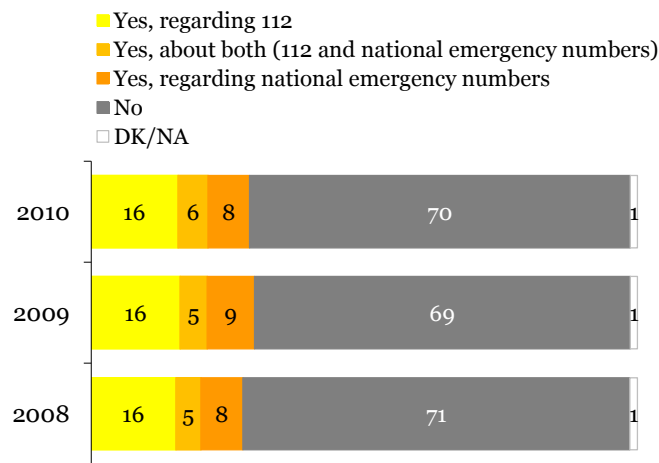 Yes, regarding 112
Yes, about both (112 and national emergency numbers)
Yes, regarding national emergency numbers
No
DK/NA
2010 16 6 8 70 1
2009 16 5 9 69 1
2008 16 5 8 71 1